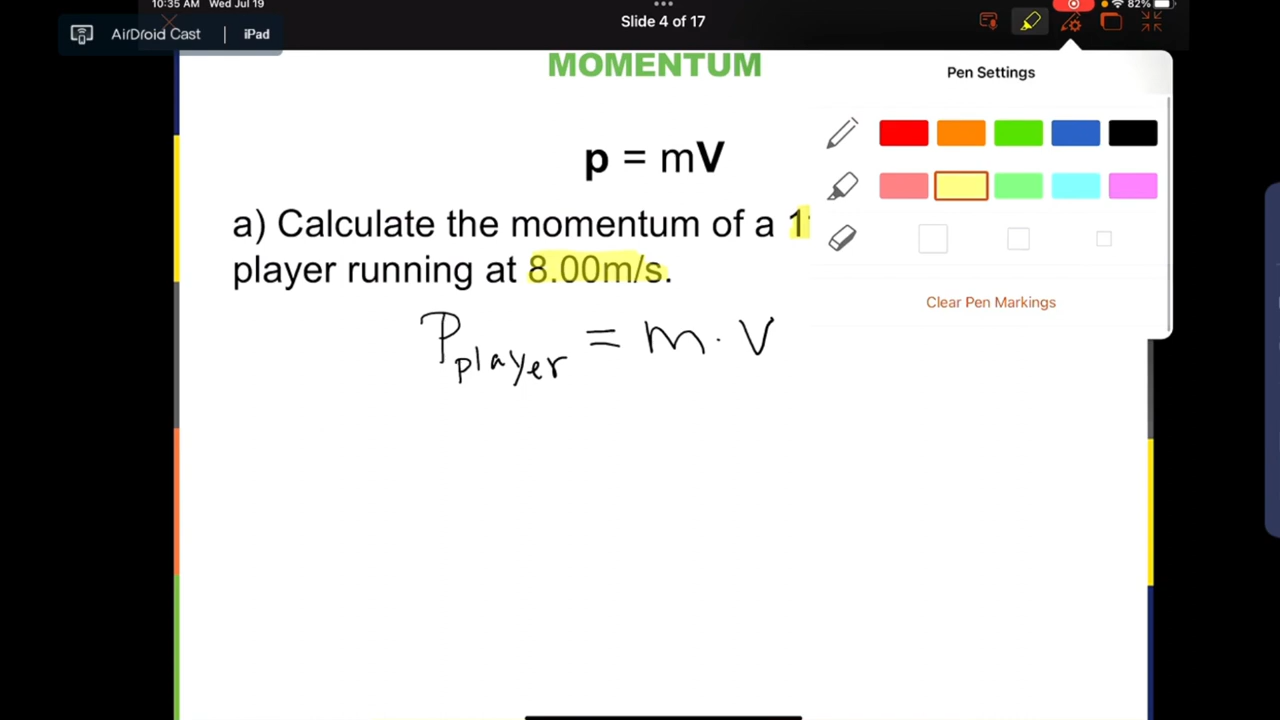 10:35 AM Wed Jul 19
82%
AirDroid Cast | iPad
Slide 4 of 17
Pen Settings
MOMENTUM
p = mV
a) Calculate the momentum of a 1
player running at 8.00m/s.
Clear Pen Markings
P player = m · V